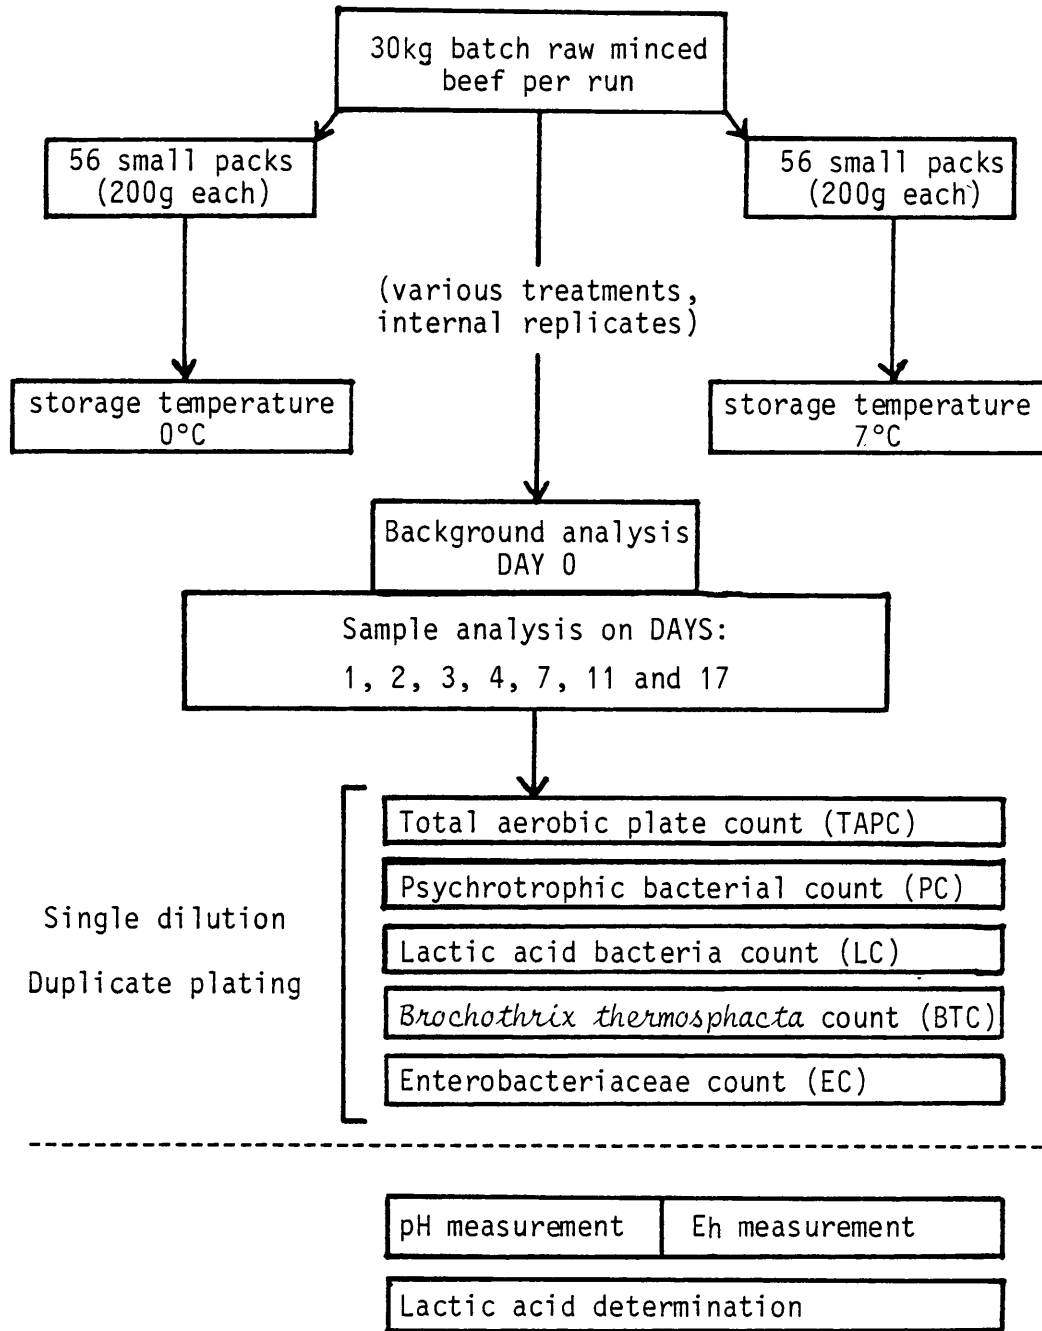 30kg batch raw minced
beef per run
56 small packs
(200g each)
56 small packs
(200g each)
(various treatments,
internal replicates)
storage temperature
0°C
storage temperature
7°C
Background analysis
DAY 0
Sample analysis on DAYS:
1, 2, 3, 4, 7, 11 and 17
Single dilution
Duplicate plating
Total aerobic plate count (TAPC)
Psychrotrophic bacterial count (PC)
Lactic acid bacteria count (LC)
Brochothrix thermosphacta count (BTC)
Enterobacteriaceae count (EC)
pH measurement
Eh measurement
Lactic acid determination